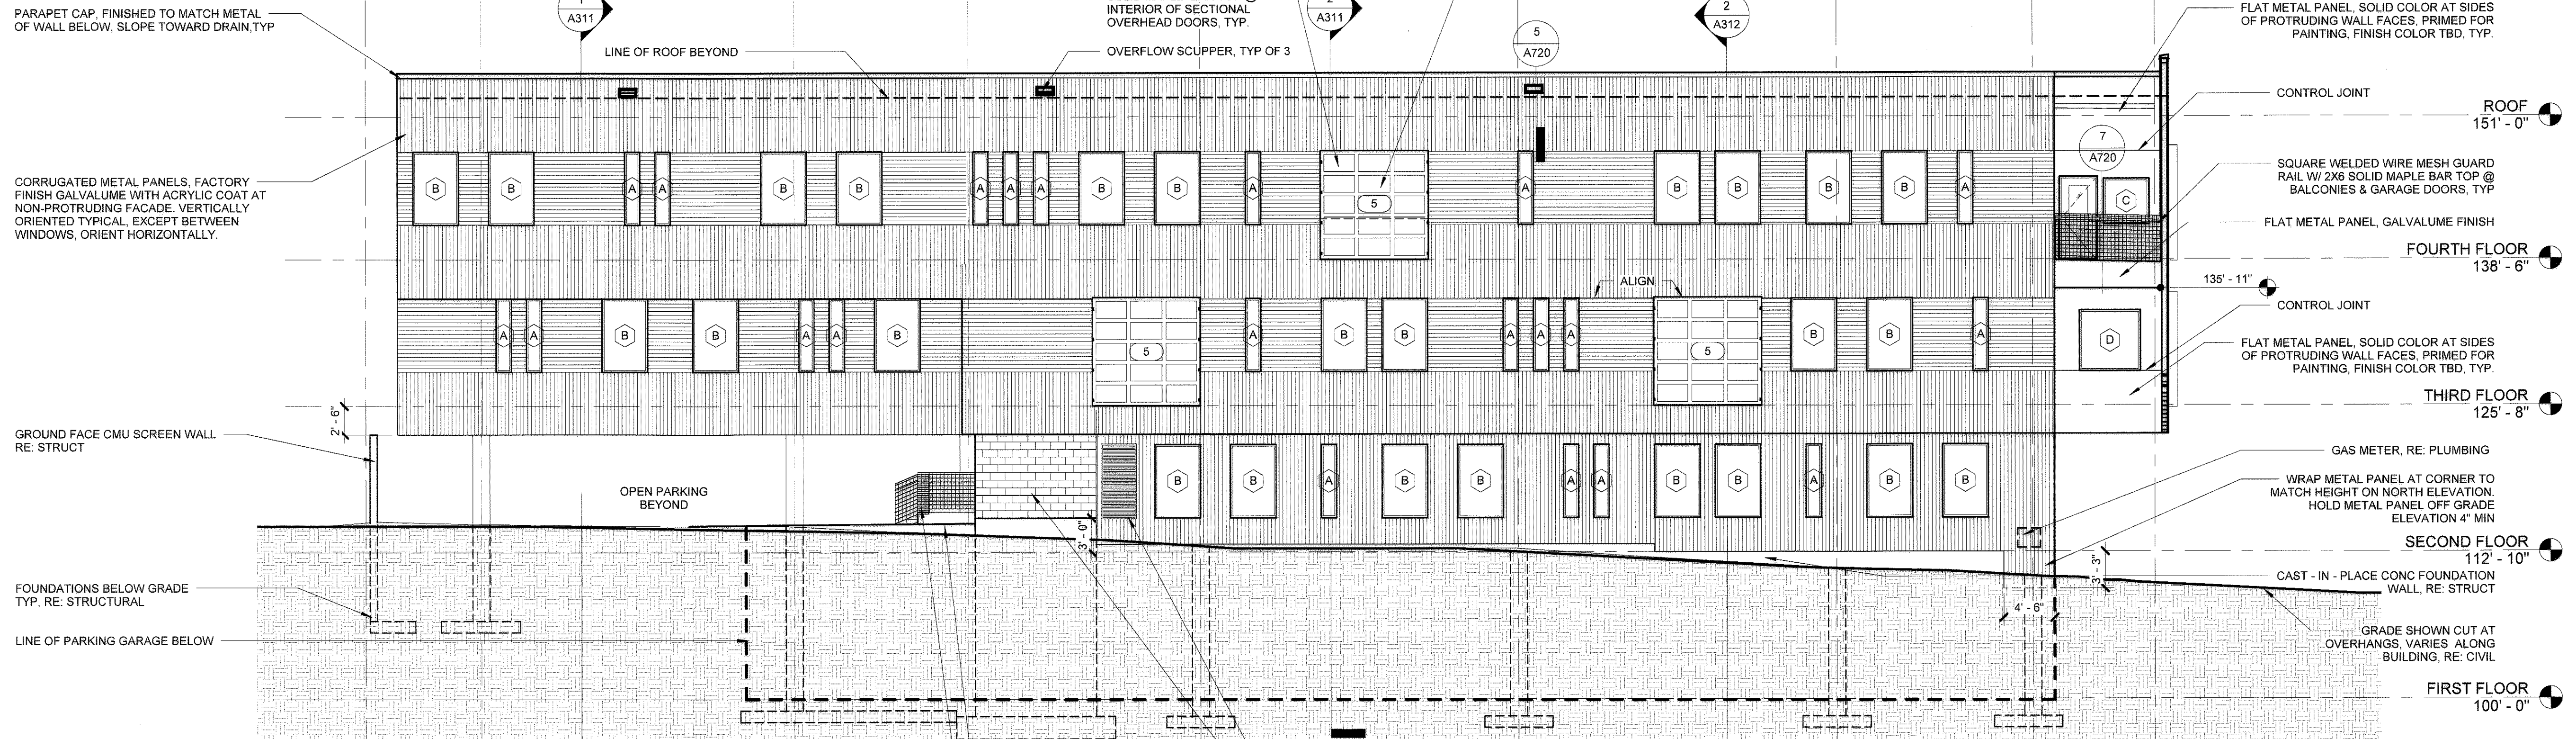 PARAPET CAP, FINISHED TO MATCH METAL
OF WALL BELOW, SLOPE TOWARD DRAIN,TYP
A311
LINE OF ROOF BEYOND
INTERIOR OF SECTIONAL
OVERHEAD DOORS, TYP.
OVERFLOW SCUPPER, TYP OF 3
A311
5
A720
2
A312
FLAT METAL PANEL, SOLID COLOR AT SIDES
OF PROTRUDING WALL FACES, PRIMED FOR
PAINTING, FINISH COLOR TBD, TYP.
CONTROL JOINT
ROOF
151' - 0"
7
A720
CORRUGATED METAL PANELS, FACTORY
FINISH GALVALUME WITH ACRYLIC COAT AT
NON-PROTRUDING FACADE. VERTICALLY
ORIENTED TYPICAL, EXCEPT BETWEEN
WINDOWS, ORIENT HORIZONTALLY.
B B A A B B A A A B B A 5 A B B B B A C
SQUARE WELDED WIRE MESH GUARD
RAIL W/ 2X6 SOLID MAPLE BAR TOP @
BALCONIES & GARAGE DOORS, TYP
FLAT METAL PANEL, GALVALUME FINISH
FOURTH FLOOR
138' - 6"
135' - 11"
ALIGN
CONTROL JOINT
A A B B A A B 5 A B B A A A 5 B B A D
FLAT METAL PANEL, SOLID COLOR AT SIDES
OF PROTRUDING WALL FACES, PRIMED FOR
PAINTING, FINISH COLOR TBD, TYP.
THIRD FLOOR
125' - 8"
2' - 6"
GROUND FACE CMU SCREEN WALL
RE: STRUCT
OPEN PARKING
BEYOND
B B A B B A A B B A B B
GAS METER, RE: PLUMBING
WRAP METAL PANEL AT CORNER TO
MATCH HEIGHT ON NORTH ELEVATION.
HOLD METAL PANEL OFF GRADE
ELEVATION 4" MIN
3' - 0"
SECOND FLOOR
112' - 10"
3' - 3"
CAST - IN - PLACE CONC FOUNDATION
WALL, RE: STRUCT
4' - 6"
FOUNDATIONS BELOW GRADE
TYP, RE: STRUCTURAL
LINE OF PARKING GARAGE BELOW
GRADE SHOWN CUT AT
OVERHANGS, VARIES ALONG
BUILDING, RE: CIVIL
FIRST FLOOR
100' - 0"